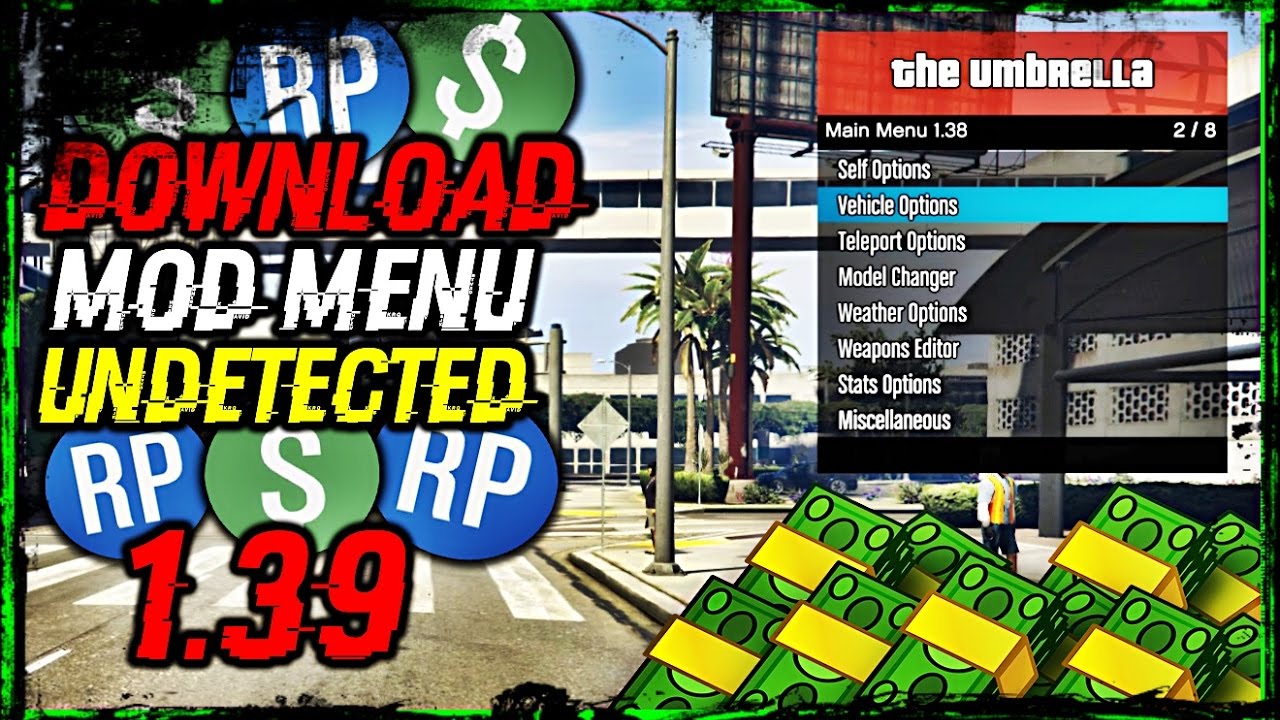 $ RP $
DOWNLOAD
MOD MENU
UNDETECTED
RP S RP
1.39
the umbrella
Main Menu 1.38 2 / 8
Self Options
Vehicle Options
Teleport Options
Model Changer
Weather Options
Weapons Editor
Stats Options
Miscellaneous